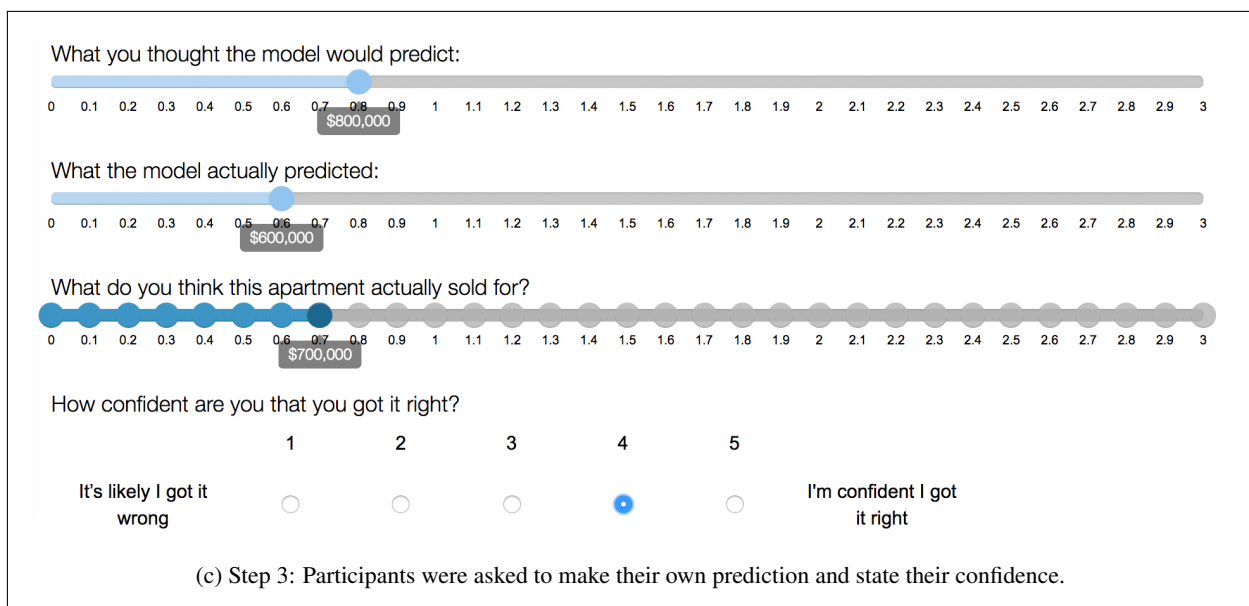 What you thought the model would predict:
0 0.1 0.2 0.3 0.4 0.5 0.6 0.7 0.8 0.9 1 1.1 1.2 1.3 1.4 1.5 1.6 1.7 1.8 1.9 2 2.1 2.2 2.3 2.4 2.5 2.6 2.7 2.8 2.9 3
$800,000
What the model actually predicted:
0 0.1 0.2 0.3 0.4 0.5 0.6 0.7 0.8 0.9 1 1.1 1.2 1.3 1.4 1.5 1.6 1.7 1.8 1.9 2 2.1 2.2 2.3 2.4 2.5 2.6 2.7 2.8 2.9 3
$600,000
What do you think this apartment actually sold for?
0 0.1 0.2 0.3 0.4 0.5 0.6 0.7 0.8 0.9 1 1.1 1.2 1.3 1.4 1.5 1.6 1.7 1.8 1.9 2 2.1 2.2 2.3 2.4 2.5 2.6 2.7 2.8 2.9 3
$700,000
How confident are you that you got it right?
1 2 3 4 5
It's likely I got it
wrong
I'm confident I got
it right
(c) Step 3: Participants were asked to make their own prediction and state their confidence.